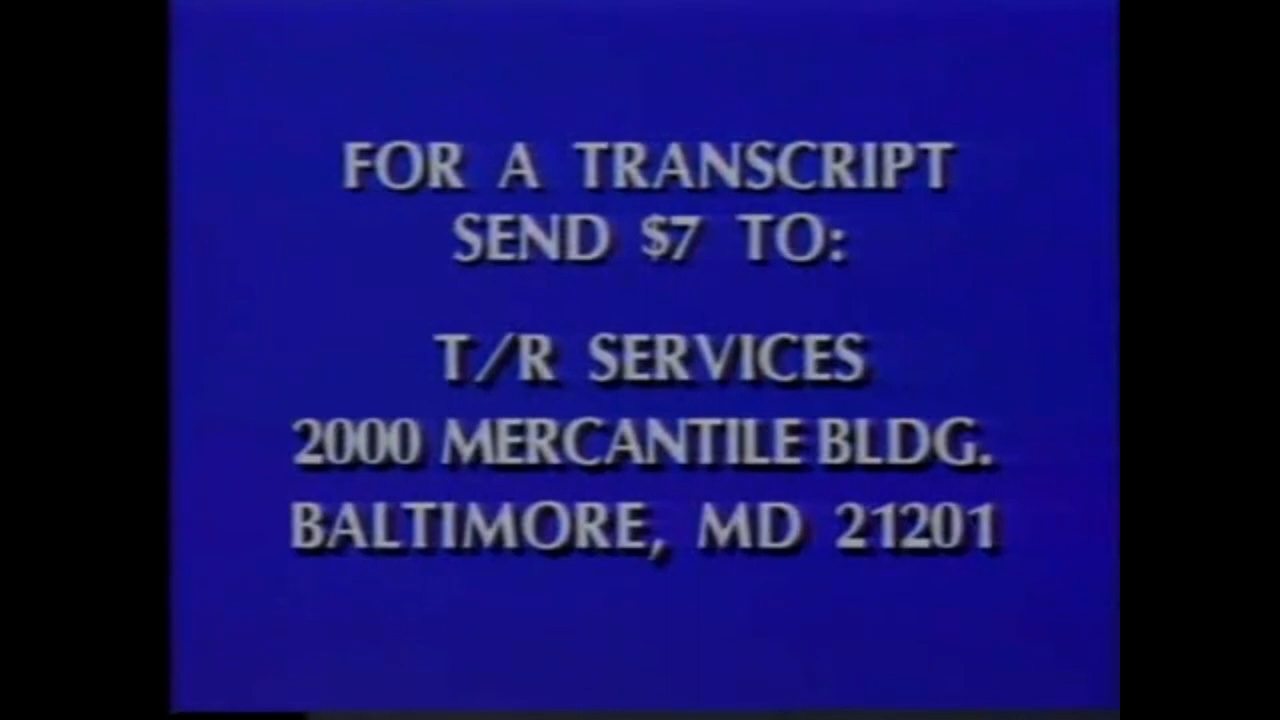 FOR A TRANSCRIPT
SEND $7 TO:
T/R SERVICES
2000 MERCANTILE BLDG.
BALTIMORE, MD 21201